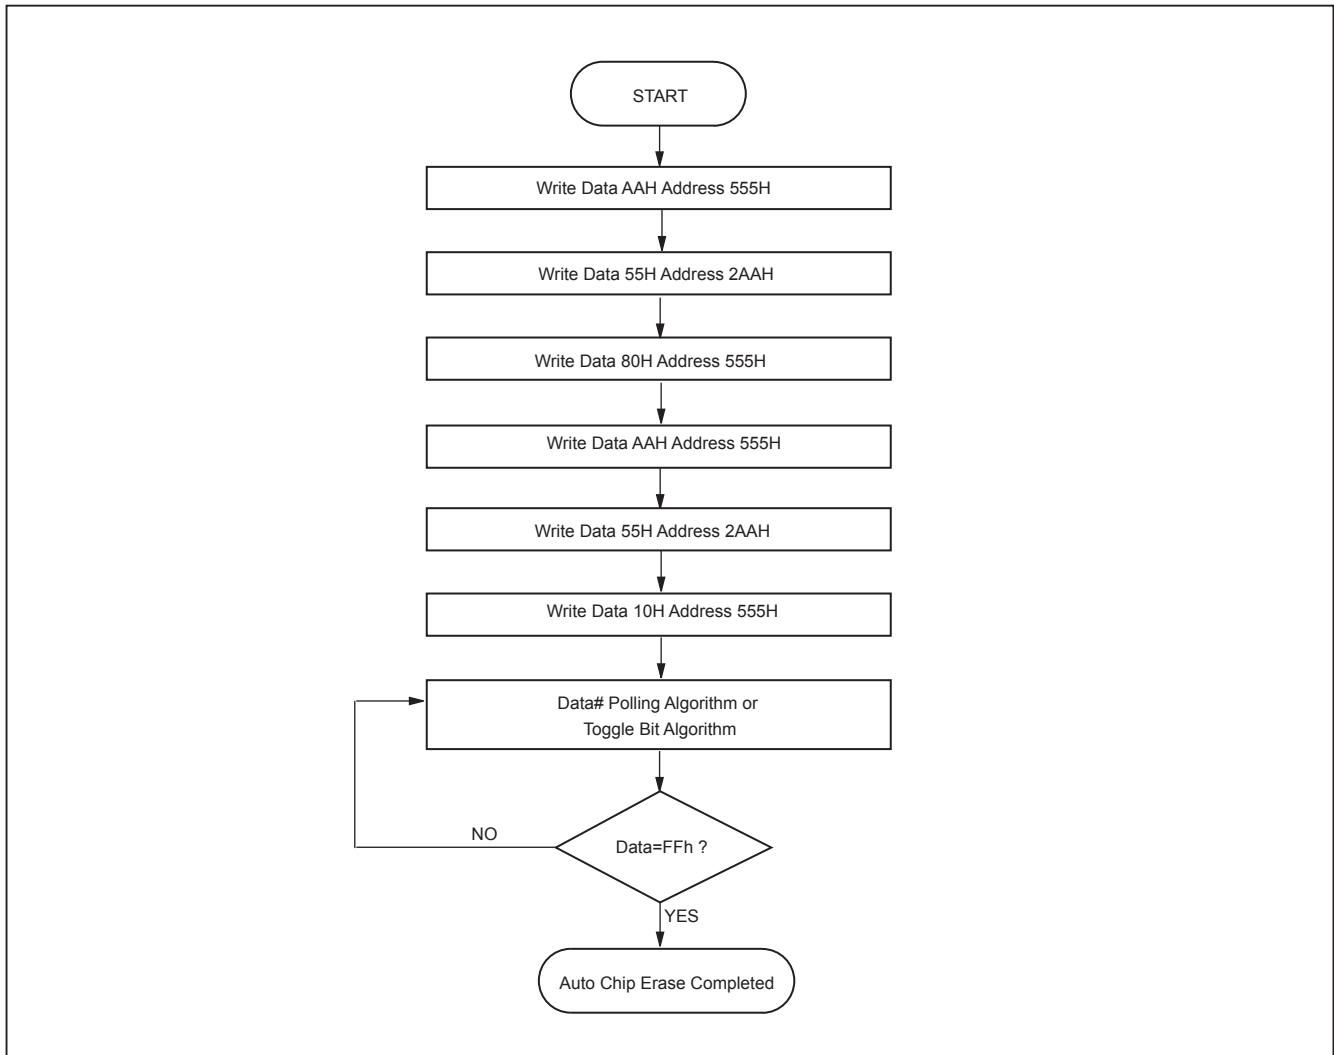 START
Write Data AAH Address 555H
Write Data 55H Address 2AAH
Write Data 80H Address 555H
Write Data AAH Address 555H
Write Data 55H Address 2AAH
Write Data 10H Address 555H
Data# Polling Algorithm or
Toggle Bit Algorithm
NO
Data=FFh ?
YES
Auto Chip Erase Completed